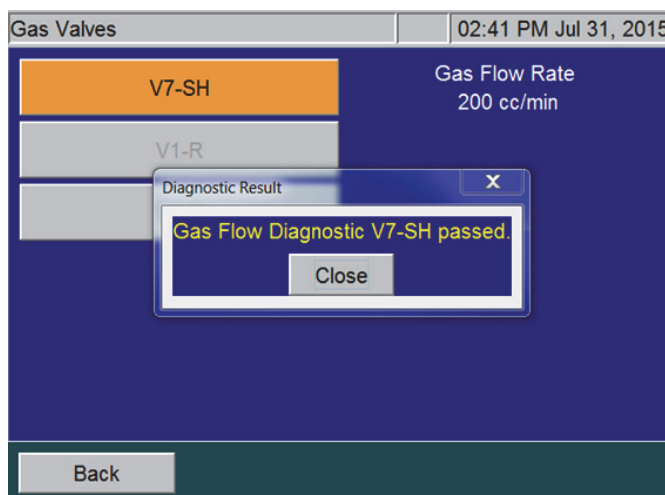 Gas Valves
02:41 PM Jul 31, 2015
V7-SH
Gas Flow Rate
200 cc/min
V1-R
Diagnostic Result
X
Gas Flow Diagnostic V7-SH passed.
Close
Back